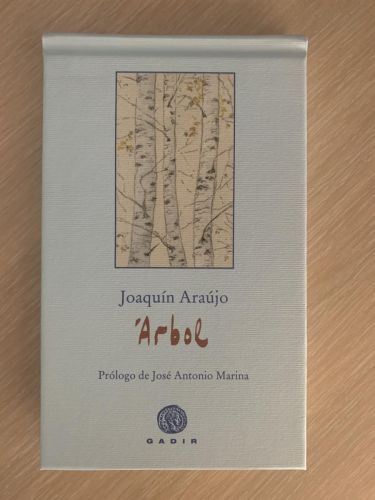 Joaquín Araújo
Árbol
Prólogo de José Antonio Marina
GADIR